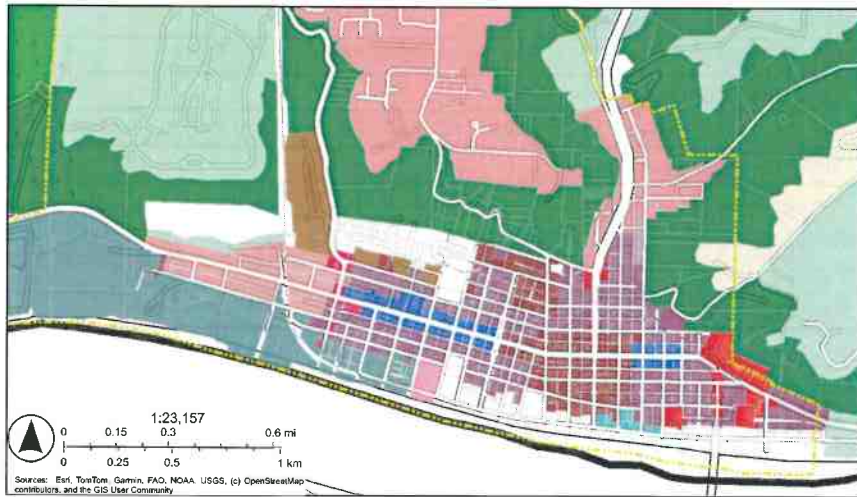 1:23,157
0 0.15 0.3 0.6 mi
0 0.25 0.5 1 km
Sources: Esri, TomTom, Garmin, FAO, NOAA, USGS, (c) OpenStreetMap
contributors, and the GIS User Community